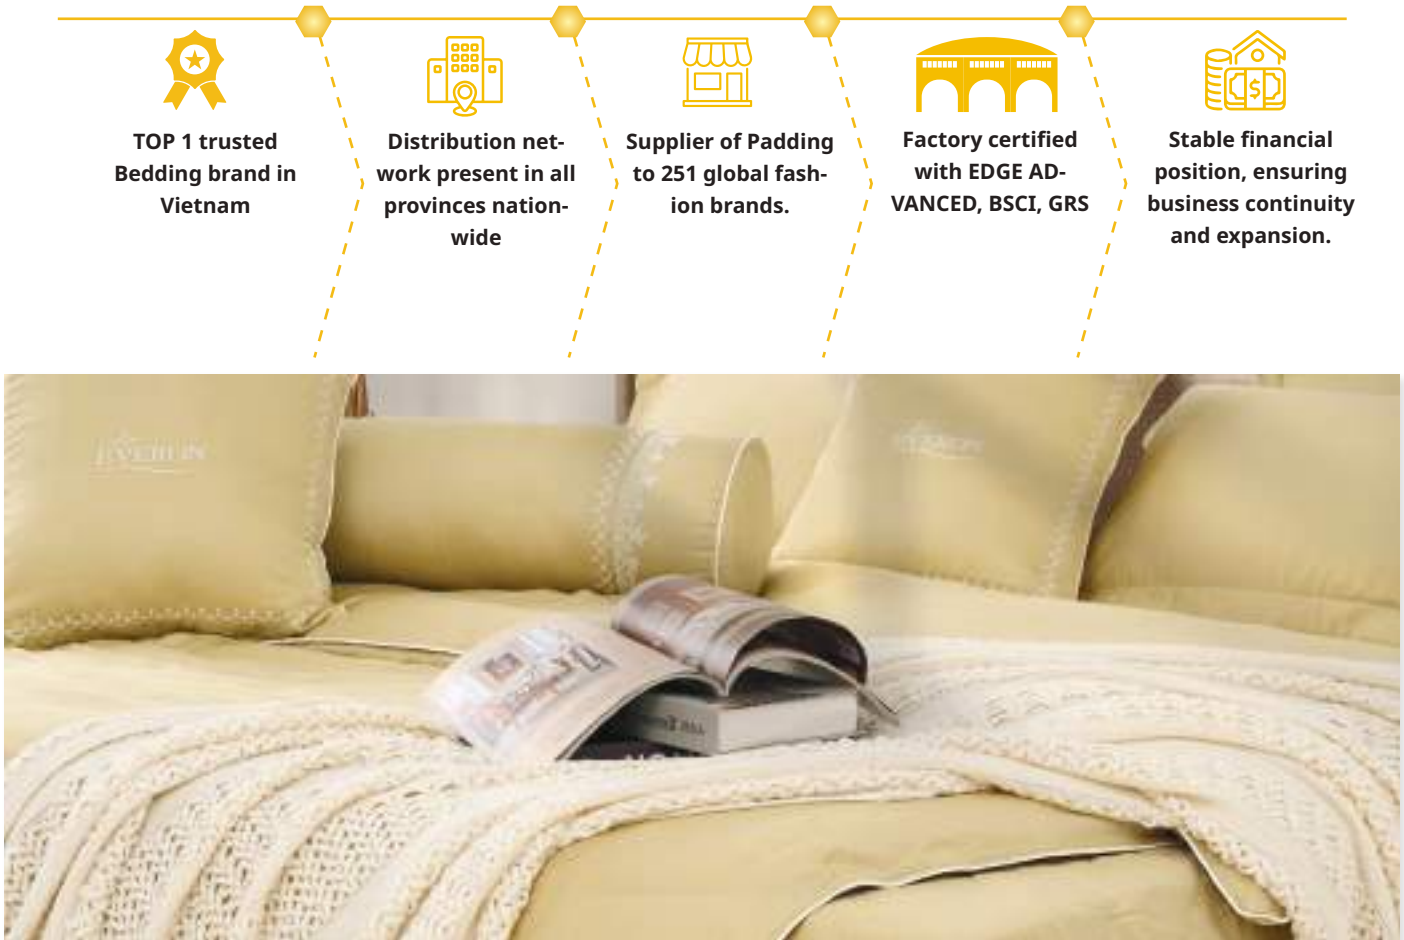 TOP 1 trusted
Bedding brand in
Vietnam
Distribution net-
work present in all
provinces nation-
wide
Supplier of Padding
to 251 global fash-
ion brands.
Factory certified
with EDGE AD-
VANCED, BSCI, GRS
Stable financial
position, ensuring
business continuity
and expansion.